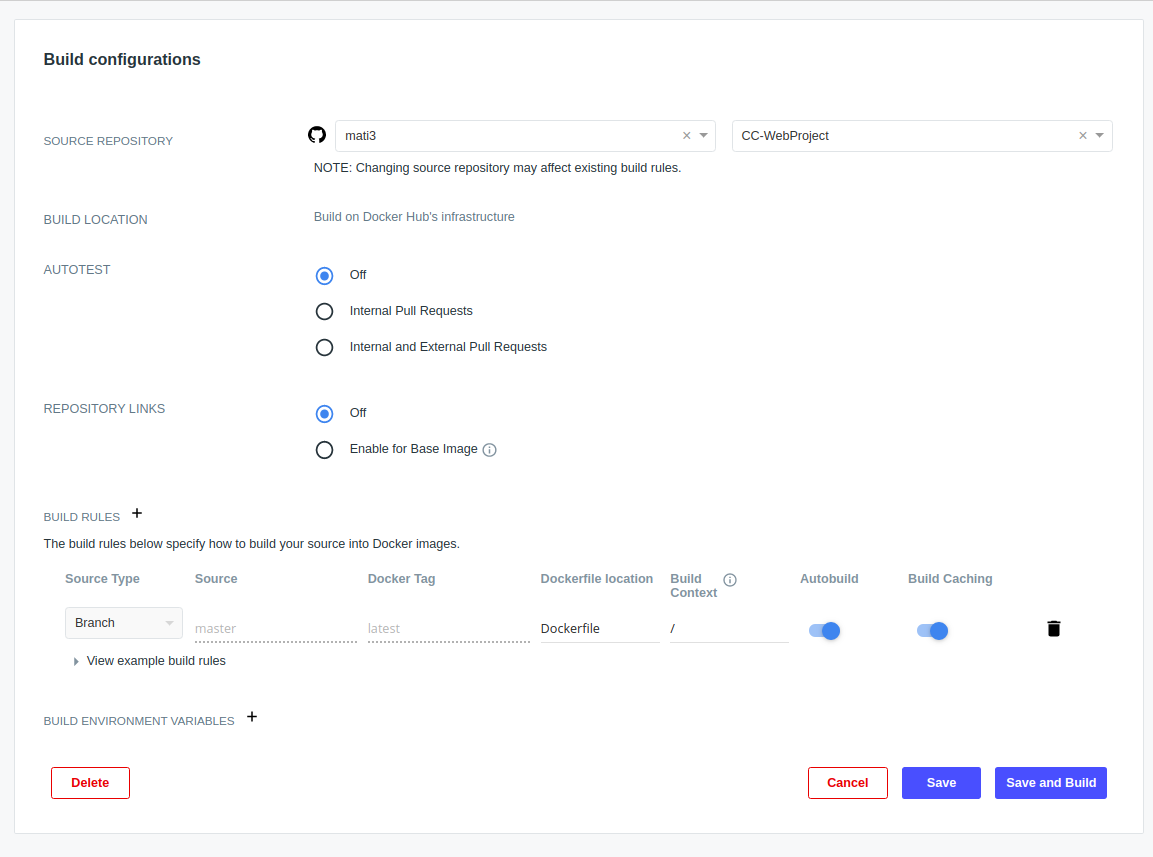 Build configurations
SOURCE REPOSITORY
mati3
CC-WebProject
NOTE: Changing source repository may affect existing build rules.
BUILD LOCATION
Build on Docker Hub's infrastructure
AUTOTEST
Off
Internal Pull Requests
Internal and External Pull Requests
REPOSITORY LINKS
Off
Enable for Base Image
BUILD RULES +
The build rules below specify how to build your source into Docker images.
Source Type
Source
Docker Tag
Dockerfile location
Build
Context
Autobuild
Build Caching
Branch
master
latest
Dockerfile
/
View example build rules
BUILD ENVIRONMENT VARIABLES +
Delete
Cancel
Save
Save and Build